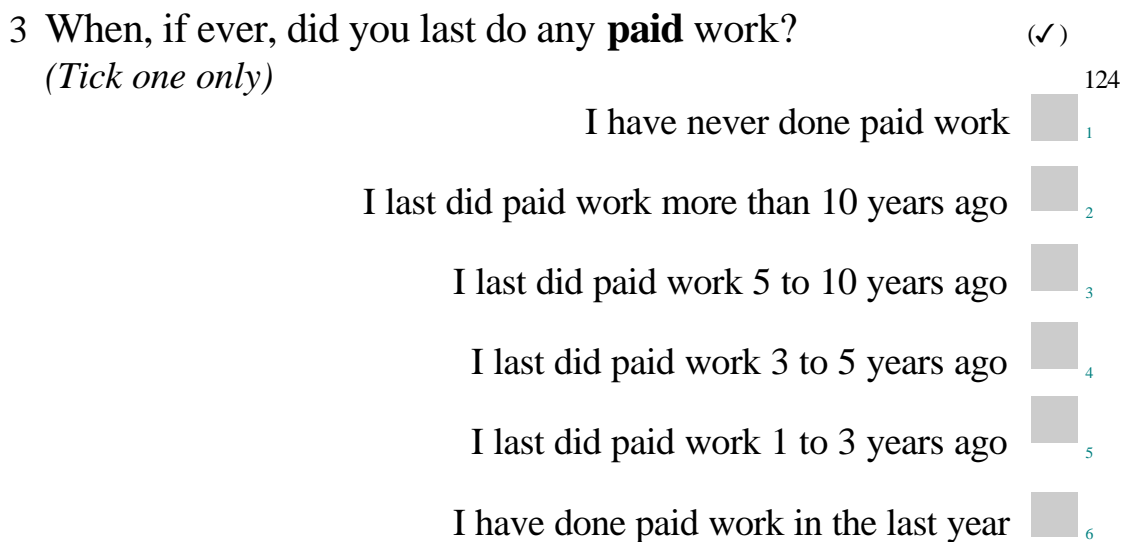 3 When, if ever, did you last do any paid work? (✓)
(Tick one only) 124
I have never done paid work 1
I last did paid work more than 10 years ago 2
I last did paid work 5 to 10 years ago 3
I last did paid work 3 to 5 years ago 4
I last did paid work 1 to 3 years ago 5
I have done paid work in the last year 6